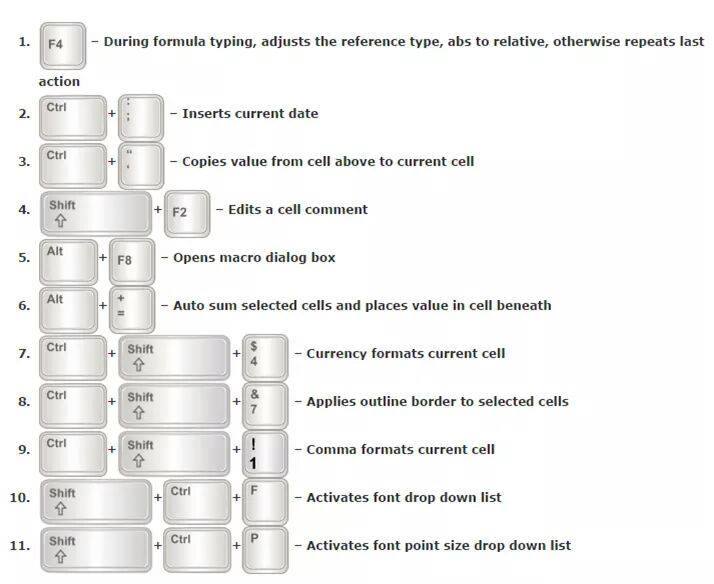 1. F4 – During formula typing, adjusts the reference type, abs to relative, otherwise repeats last
action
2. Ctrl + : ; – Inserts current date
3. Ctrl + “ ‘ – Copies value from cell above to current cell
4. Shift + F2 – Edits a cell comment
5. Alt + F8 – Opens macro dialog box
6. Alt + + = – Auto sum selected cells and places value in cell beneath
7. Ctrl + Shift + $ 4 – Currency formats current cell
8. Ctrl + Shift + & 7 – Applies outline border to selected cells
9. Ctrl + Shift + ! 1 – Comma formats current cell
10. Shift + Ctrl + F – Activates font drop down list
11. Shift + Ctrl + P – Activates font point size drop down list